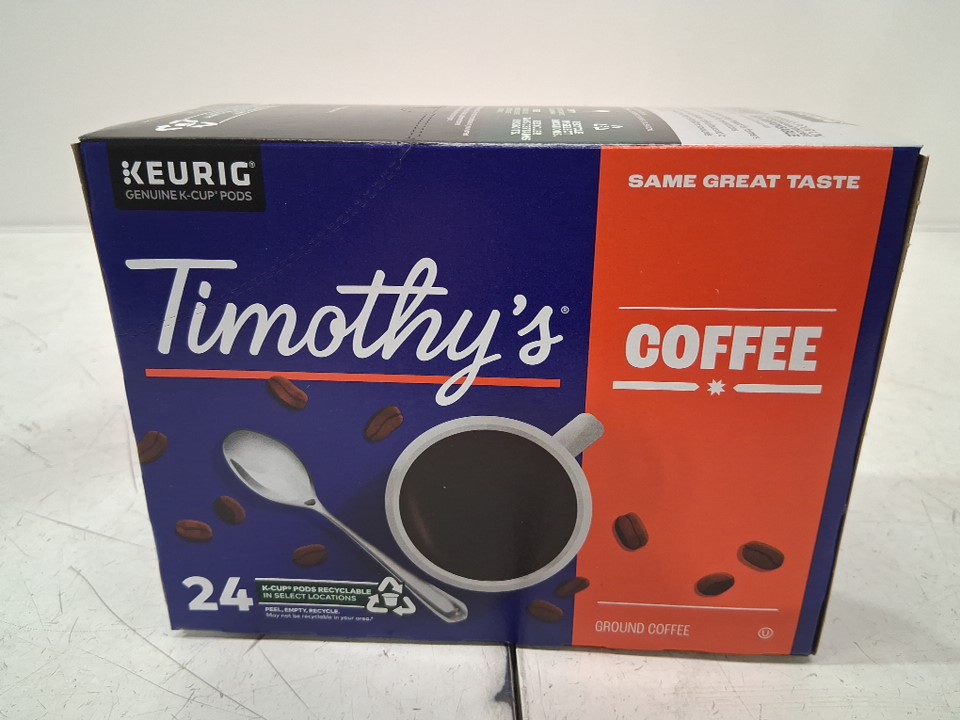 KEURIG®
GENUINE K-CUP® PODS
SAME GREAT TASTE
Timothy's®
COFFEE
24
K-CUP® PODS RECYCLABLE
IN SELECT LOCATIONS
PEEL, EMPTY, RECYCLE.
May not be recyclable in your area.*
GROUND COFFEE
U